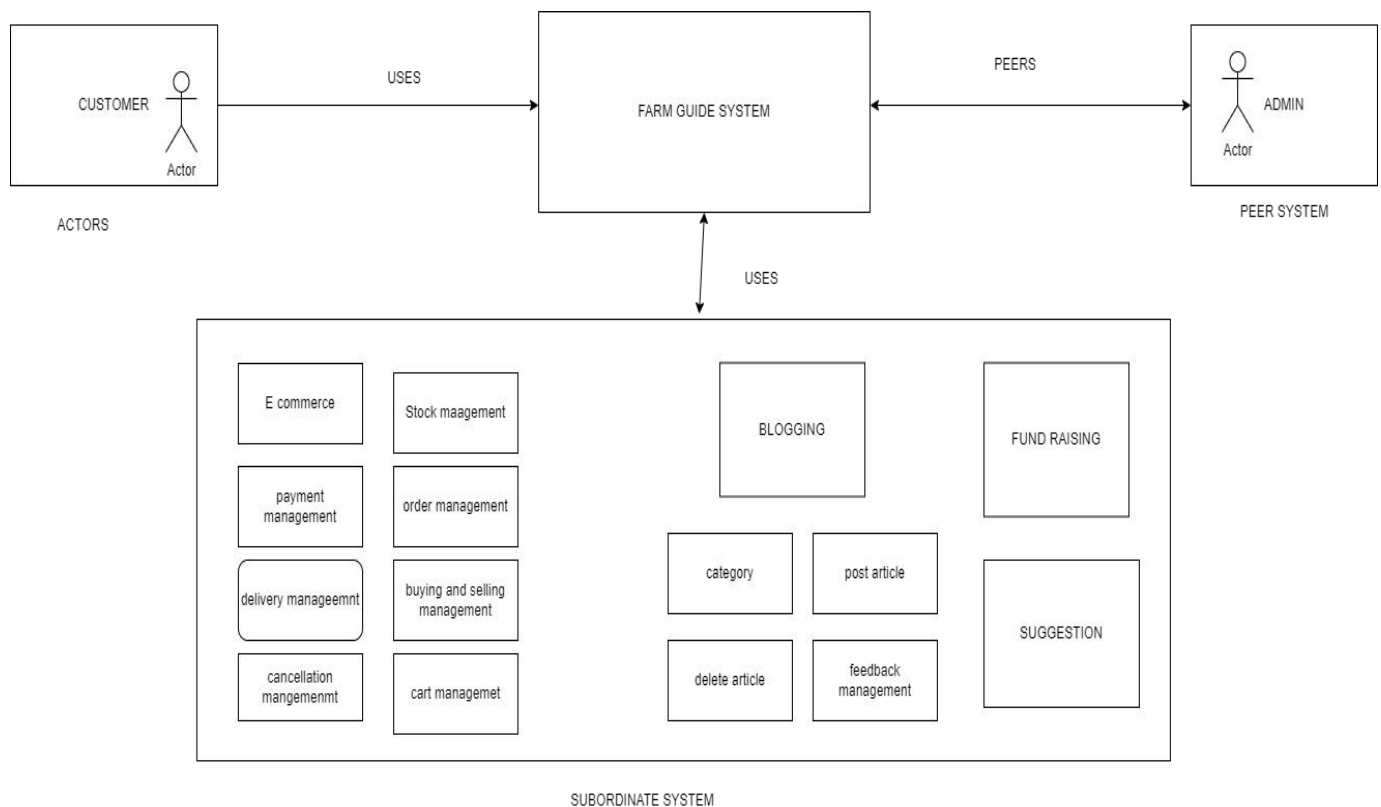 CUSTOMER
Actor
ACTORS
USES
FARM GUIDE SYSTEM
PEERS
ADMIN
Actor
PEER SYSTEM
USES
E commerce
Stock maagement
payment
management
order management
delivery manageemnt
buying and selling
management
cancellation
mangemenmt
cart managemet
BLOGGING
category
post article
delete article
feedback
management
FUND RAISING
SUGGESTION
SUBORDINATE SYSTEM